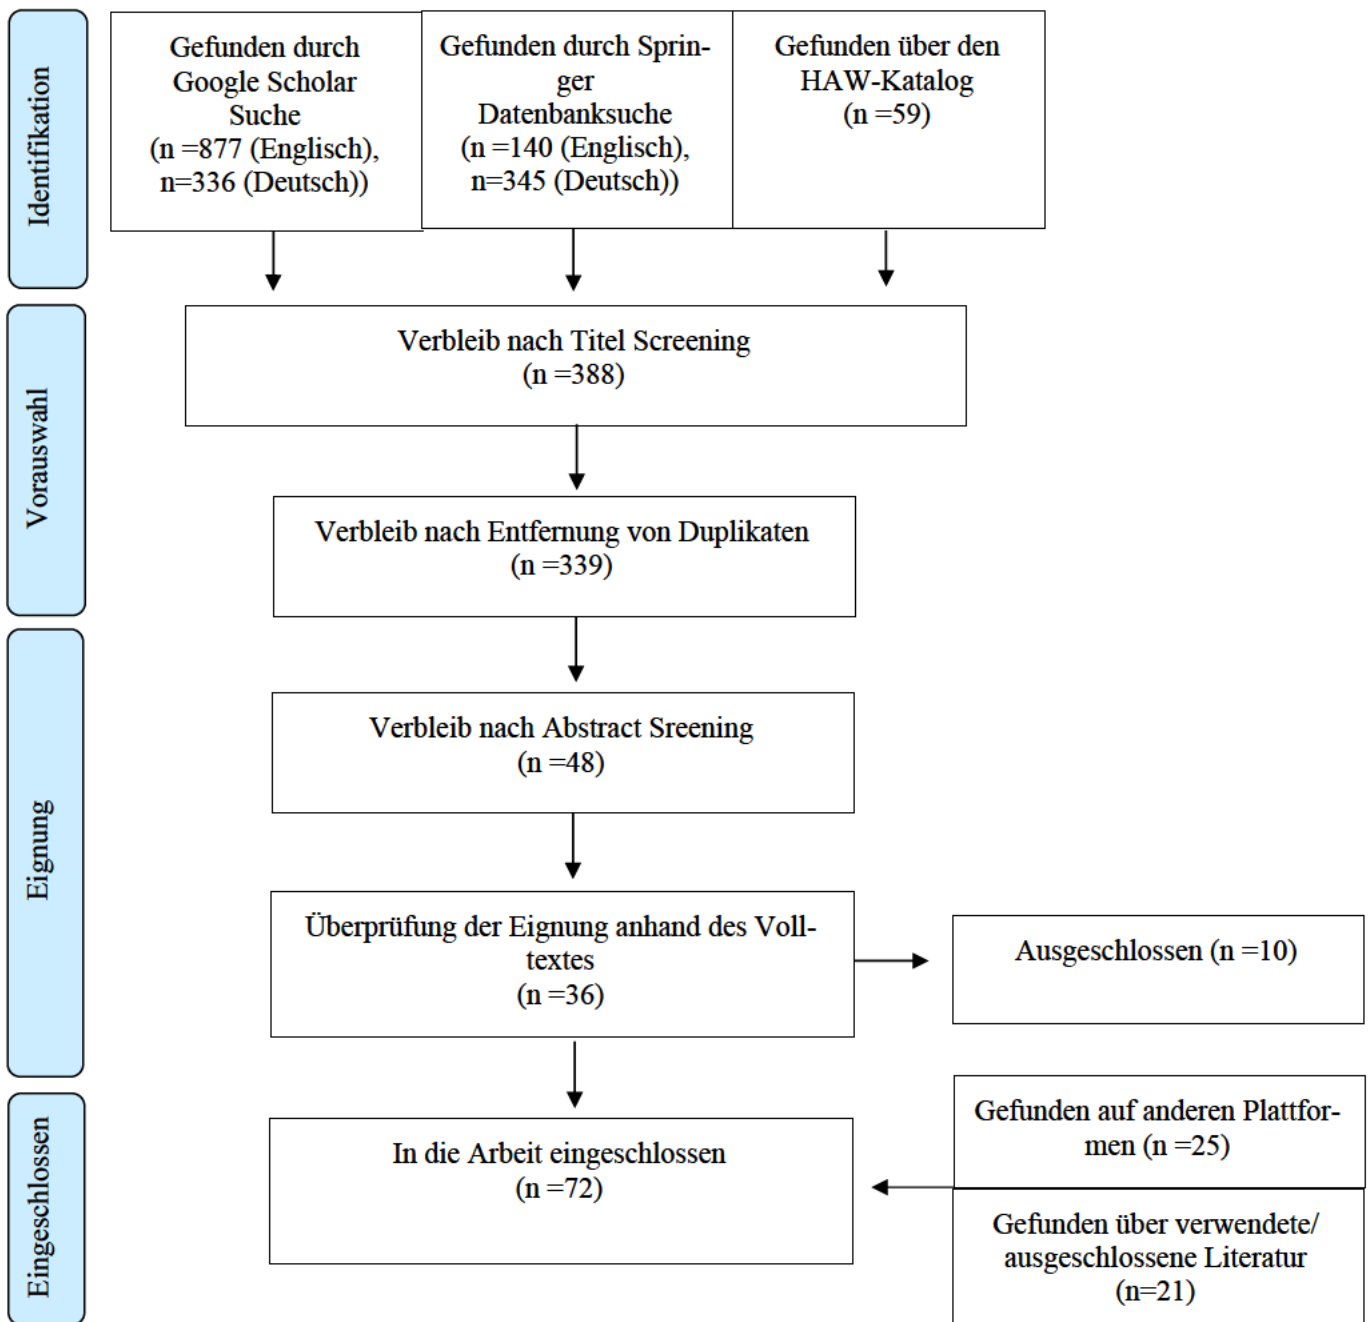 Identifikation
Gefunden durch
Google Scholar
Suche
(n =877 (Englisch),
n=336 (Deutsch))
Gefunden durch Sprin-
ger
Datenbanksuche
(n =140 (Englisch),
n=345 (Deutsch))
Gefunden über den
HAW-Katalog
(n =59)
Vorauswahl
Verbleib nach Titel Screening
(n =388)
Verbleib nach Entfernung von Duplikaten
(n =339)
Eignung
Verbleib nach Abstract Sreening
(n =48)
Überprüfung der Eignung anhand des Voll-
textes
(n =36)
Ausgeschlossen (n =10)
Eingeschlossen
In die Arbeit eingeschlossen
(n =72)
Gefunden auf anderen Plattfor-
men (n =25)
Gefunden über verwendete/
ausgeschlossene Literatur
(n=21)